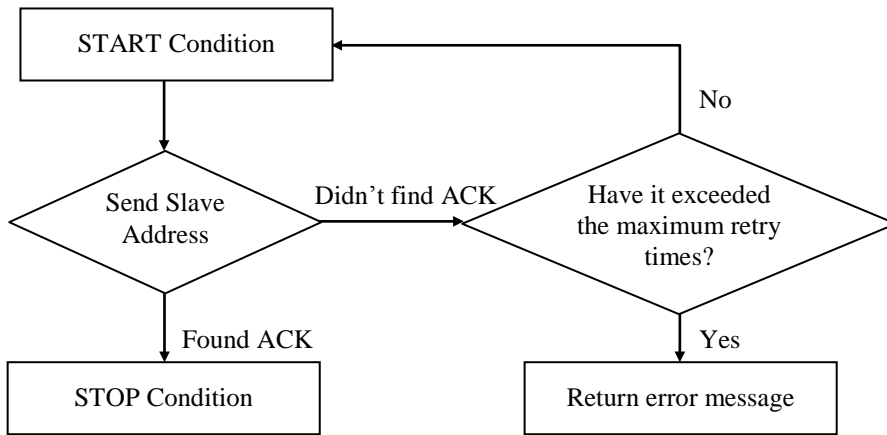 START Condition
No
Send Slave
Address
Didn't find ACK
Have it exceeded
the maximum retry
times?
Found ACK
Yes
STOP Condition
Return error message